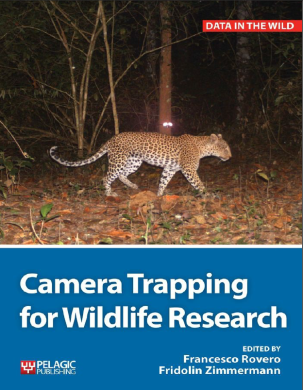 DATA IN THE WILD
Camera Trapping
for Wildlife Research
EDITED BY
Francesco Rovero
Fridolin Zimmermann
PELAGIC
PUBLISHING